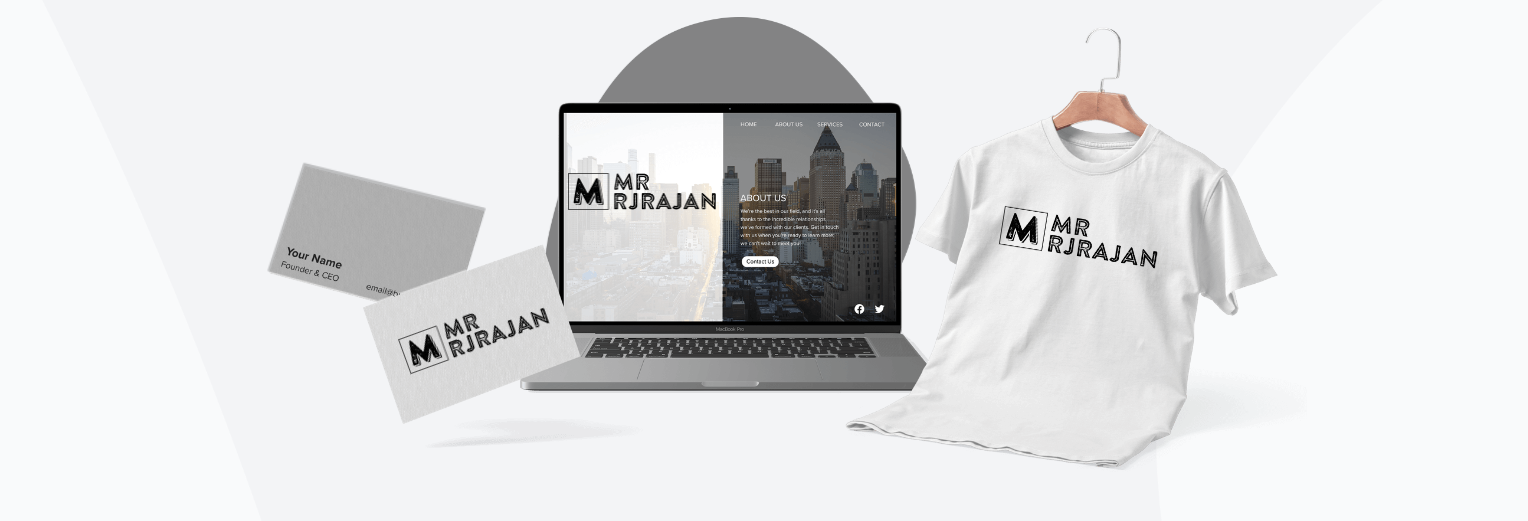 Your Name
Founder & CEO
M
MR
RJRAJAN
HOME ABOUT US SERVICES CONTACT
M
MR
RJRAJAN
ABOUT US
We're the best in our field, and it's all
thanks to the incredible relationships
we've formed with our clients. Get in touch
with us when you're ready to learn more;
we can't wait to meet you!
Contact Us
MacBook Pro
M
MR
RJRAJAN